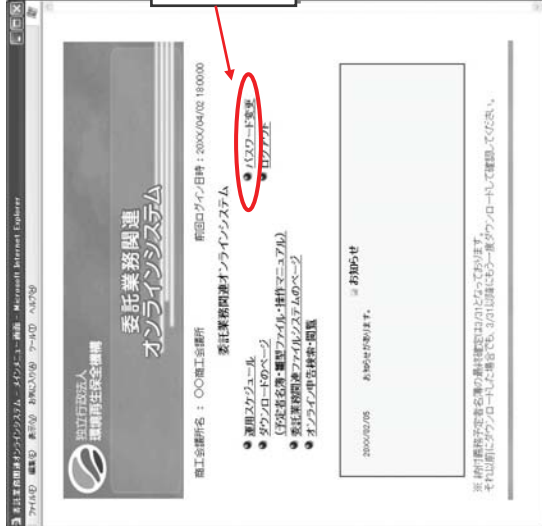 委託業務関連オンラインシステム - メインメニュー画面 - Microsoft Internet Explorer
ファイル(F) 編集(E) 表示(V) お気に入り(A) ツール(T) ヘルプ(H)
独立行政法人
環境再生保全機構
委託業務関連
オンラインシステム
商工会議所名 : 〇〇商工会議所 前回ログイン日時 : 20XX/04/02 18:00:00
委託業務関連オンラインシステム
運用スケジュール
パスワード変更
ダウンロードのページ
(予定者名簿・雛型ファイル・操作マニュアル)
ログアウト
委託業務関連ファイルシステムのページ
オンライン申告検索・閲覧
お知らせ
20XX/02/05 お知らせがあります。
※ 納付義務予定者名簿の最終確定は3/31となっております。
それ以前にダウンロードした場合でも、3/31以降にもう一度ダウンロードして確認してください。